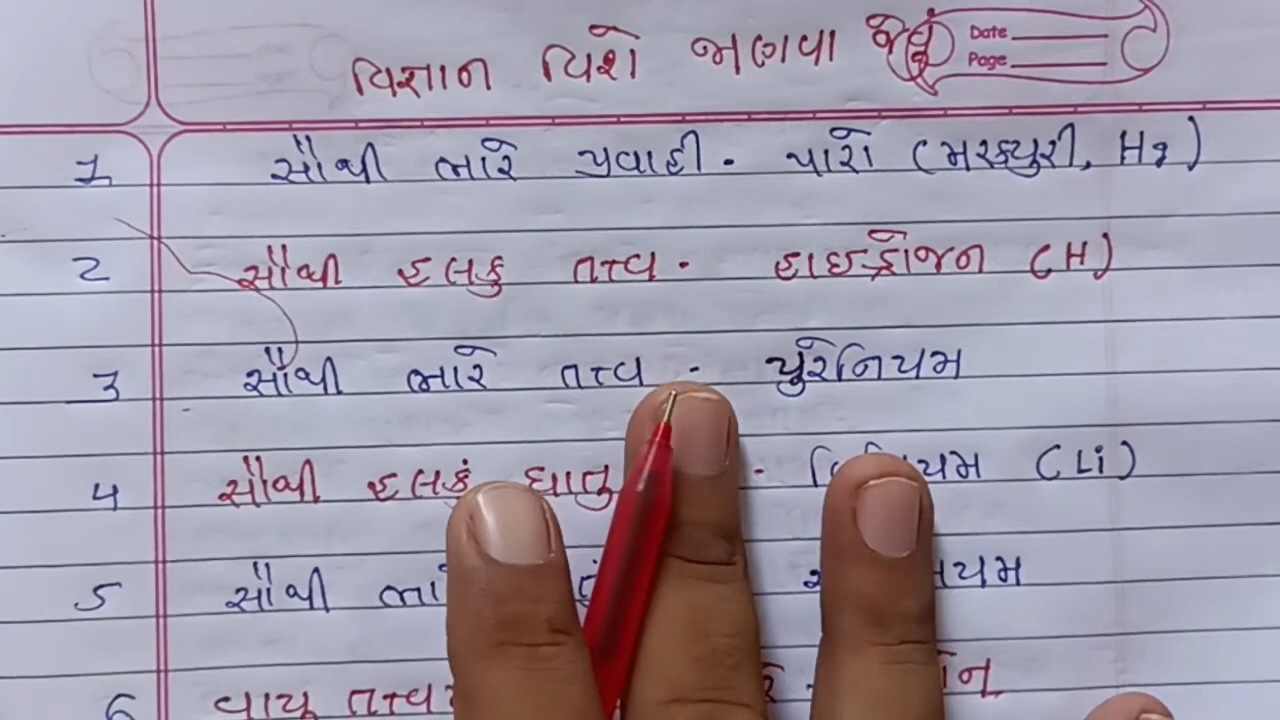 વિજ્ઞાન વિશે જાણવા જેવુ
Date
Page
1 સૌથી ભારે પ્રવાહી. પારો (મરક્યુરી, Hg)
2 સૌથી હલકુ તત્વ. હાઇડ્રોજન (H)
3 સૌથી ભારે તત્વ. યુરેનિયમ
4 સૌથી હલકું ધાતુ . (Li)
5 સૌથી
6 વાયુ